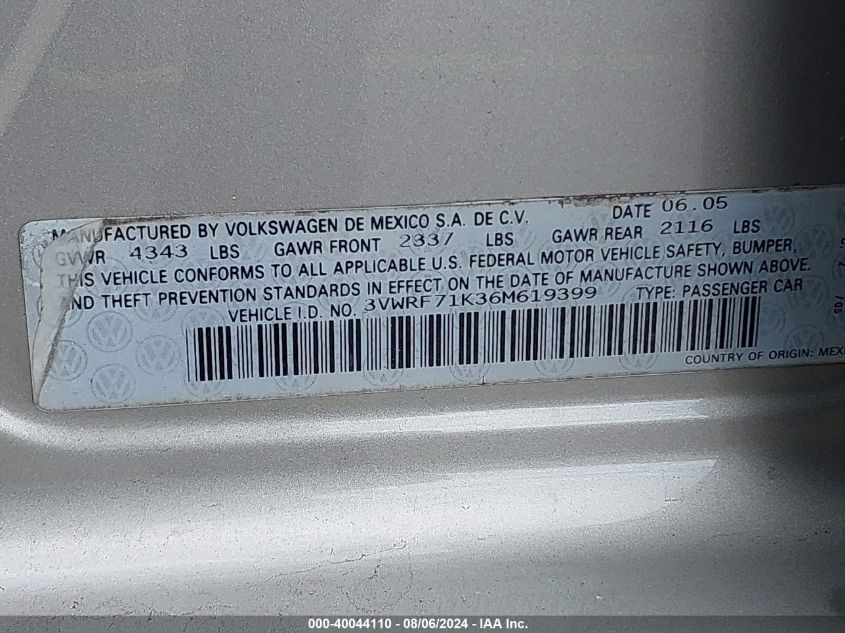 MANUFACTURED BY VOLKSWAGEN DE MEXICO S.A. DE C.V. DATE 06.05
GVWR 4343 LBS GAWR FRONT 2337 LBS GAWR REAR 2116 LBS
THIS VEHICLE CONFORMS TO ALL APPLICABLE U.S. FEDERAL MOTOR VEHICLE SAFETY, BUMPER,
AND THEFT PREVENTION STANDARDS IN EFFECT ON THE DATE OF MANUFACTURE SHOWN ABOVE.
VEHICLE I.D. NO. 3VWRF71K36M619399 TYPE: PASSENGER CAR
COUNTRY OF ORIGIN: MEX
000-40044110 - 08/06/2024 - IAA Inc.